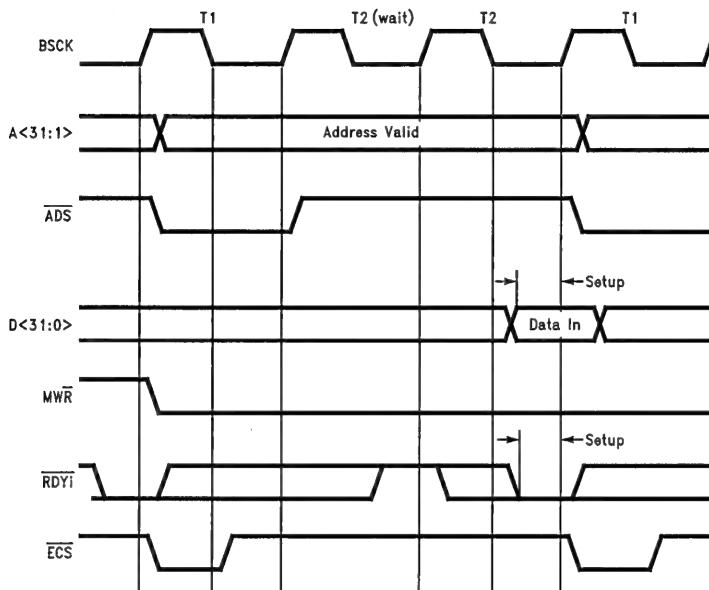 T1 T2 (wait) T2 T1
BSCK
A<31:1> Address Valid
ADS
Setup
D<31:0> Data In
MWR
Setup
RDYi
ECS